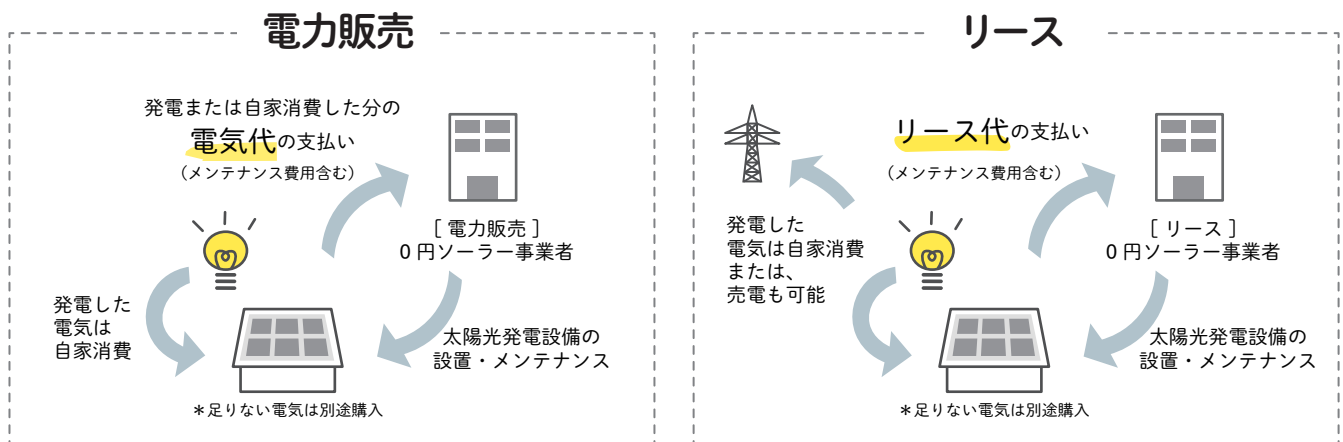 電力販売
発電または自家消費した分の
電気代の支払い
（メンテナンス費用含む）
［ 電力販売 ］
0 円ソーラー事業者
発電した
電気は
自家消費
太陽光発電設備の
設置・メンテナンス
＊足りない電気は別途購入
リース
リース代の支払い
（メンテナンス費用含む）
［ リース ］
0 円ソーラー事業者
発電した
電気は自家消費
または、
売電も可能
太陽光発電設備の
設置・メンテナンス
＊足りない電気は別途購入